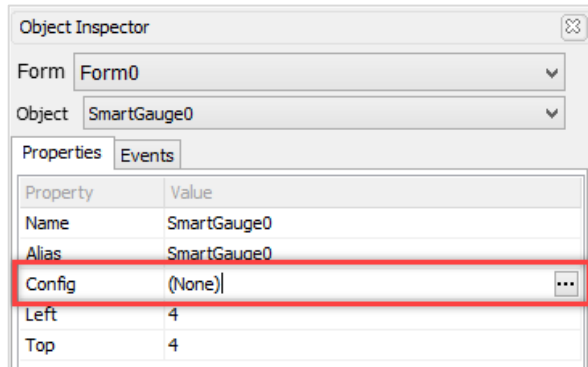 Object Inspector
Form Form0
Object SmartGauge0
Properties Events
Property Value
Name SmartGauge0
Alias SmartGauge0
Config (None) ...
Left 4
Top 4